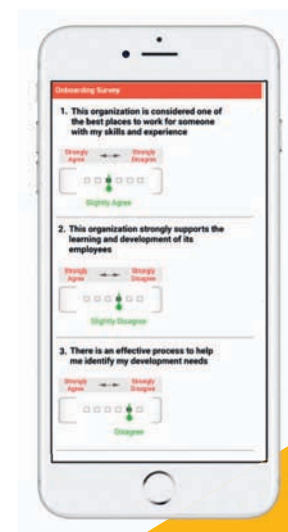 Onboarding Survey
1. This organization is considered one of
the best places to work for someone
with my skills and experience
Strongly Strongly
Agree Disagree
Slightly Agree
2. This organization strongly supports the
learning and development of its
employees
Strongly Strongly
Agree Disagree
Slightly Disagree
3. There is an effective process to help
me identify my development needs
Strongly Strongly
Agree Disagree
Disagree